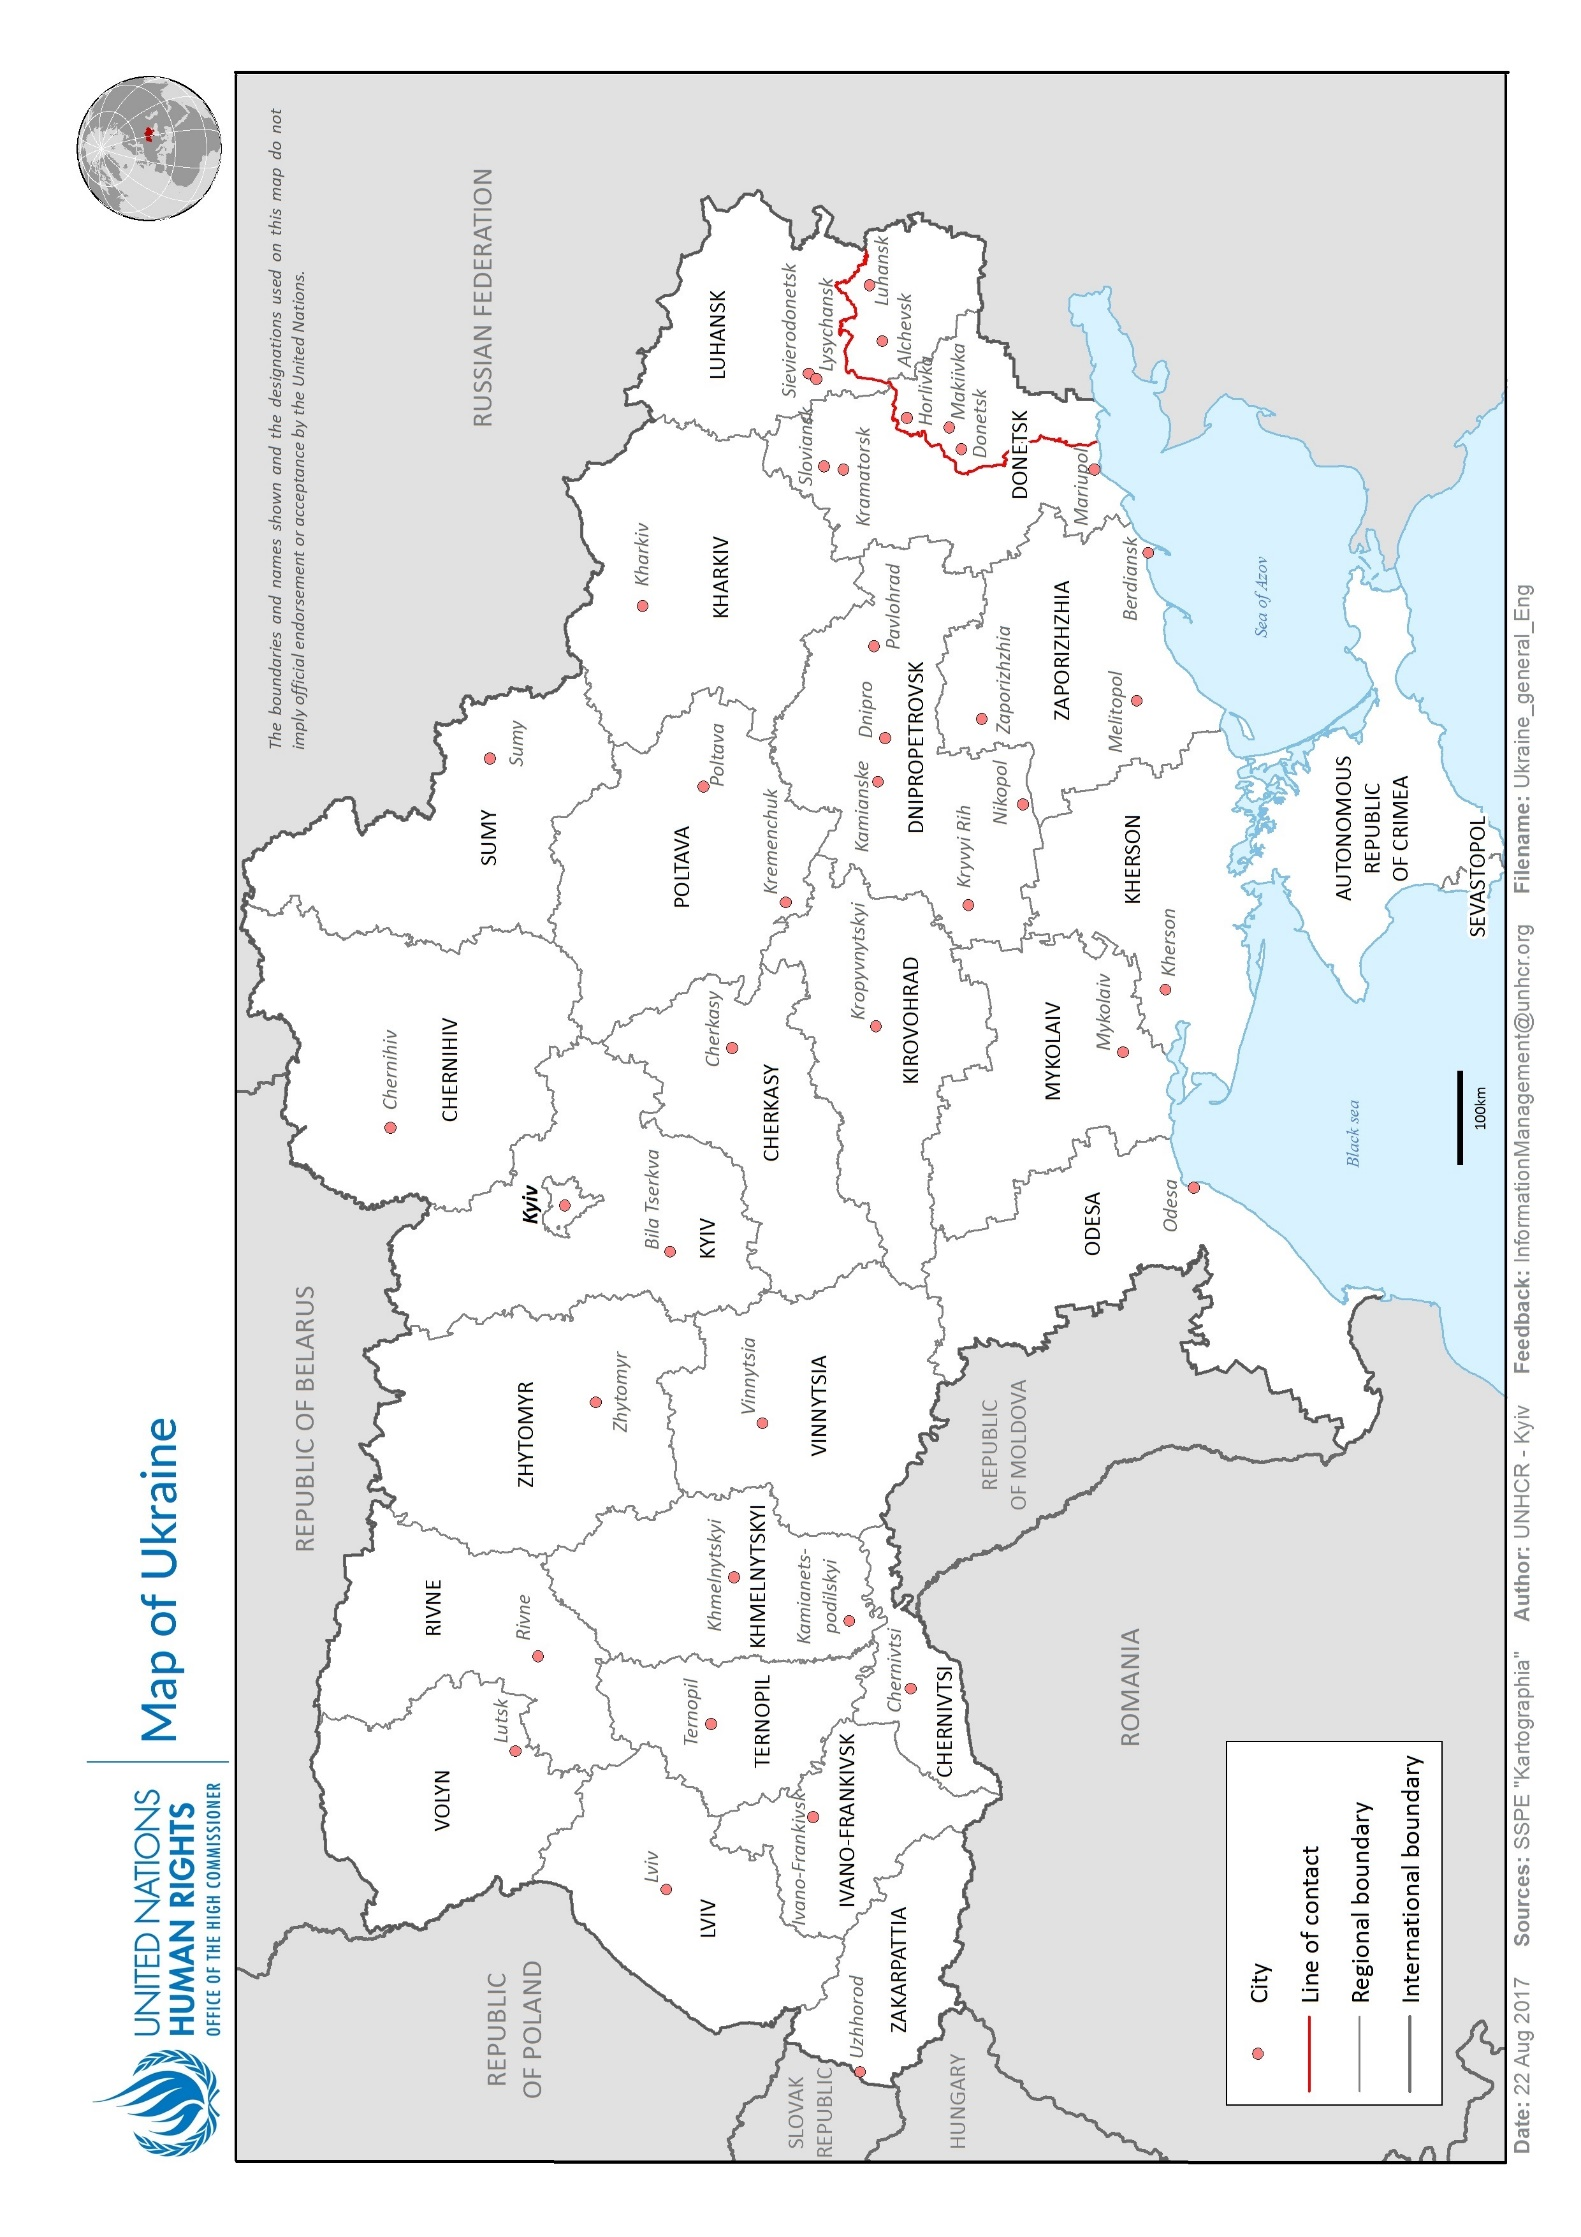 UNITED NATIONS
HUMAN RIGHTS
OFFICE OF THE HIGH COMMISSIONER
Map of Ukraine
The boundaries and names shown and the designations used on this map do not
imply official endorsement or acceptance by the United Nations.
REPUBLIC OF BELARUS
RUSSIAN FEDERATION
REPUBLIC
OF POLAND
SLOVAK
REPUBLIC
HUNGARY
ROMANIA
REPUBLIC
OF MOLDOVA
VOLYN
Lutsk
RIVNE
Rivne
ZHYTOMYR
Zhytomyr
Kyiv
Bila Tserkva
KYIV
Chernihiv
CHERNIHIV
SUMY
Sumy
LVIV
Lviv
Ternopil
TERNOPIL
Khmelnytskyi
KHMELNYTSKYI
Kamianets-
podilskyi
Vinnytsia
VINNYTSIA
Cherkasy
CHERKASY
POLTAVA
Poltava
Kremenchuk
Kharkiv
KHARKIV
LUHANSK
Sievierodonetsk
Lysychansk
Luhansk
Alchevsk
Sloviansk
Kramatorsk
Horlivka
Makiivka
Donetsk
DONETSK
Mariupol
Uzhhorod
ZAKARPATTIA
Ivano-Frankivsk
IVANO-FRANKIVSK
Chernivtsi
CHERNIVTSI
Kropyvnytskyi
KIROVOHRAD
Kamianske
Dnipro
Pavlohrad
DNIPROPETROVSK
Kryvyi Rih
Nikopol
Zaporizhzhia
ZAPORIZHZHIA
Melitopol
Berdiansk
MYKOLAIV
Mykolaiv
KHERSON
Kherson
ODESA
Odesa
AUTONOMOUS
REPUBLIC
OF CRIMEA
SEVASTOPOL
Sea of Azov
Black sea
100km
City
Line of contact
Regional boundary
International boundary
Date: 22 Aug 2017 Sources: SSPE "Kartographia" Author: UNHCR - Kyiv Feedback: InformationManagement@unhcr.org Filename: Ukraine_general_Eng